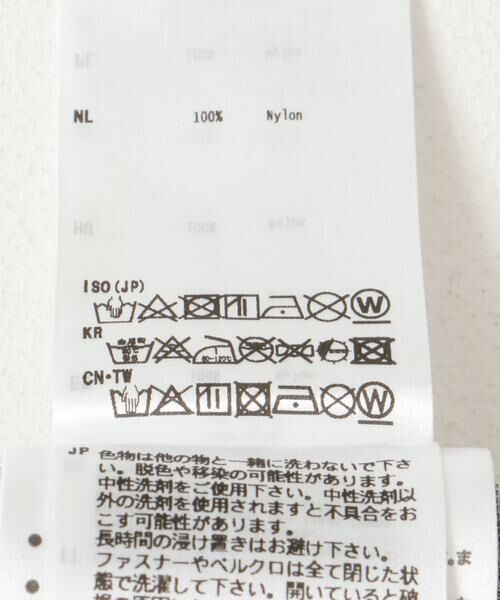 NL 100% Nylon
ISO(JP)
W
KR
CN・TW
W
JP 色物は他の物と一緒に洗わないで下さ
い。脱色や移染の可能性があります。
中性洗剤をご使用下さい。中性洗剤以
外の洗剤を使用されますと不具合をお
こす可能性があります。
長時間の浸け置きはお避け下さい。
ファスナーやベルクロは全て閉じた状
態で洗濯して下さい。開いていると破